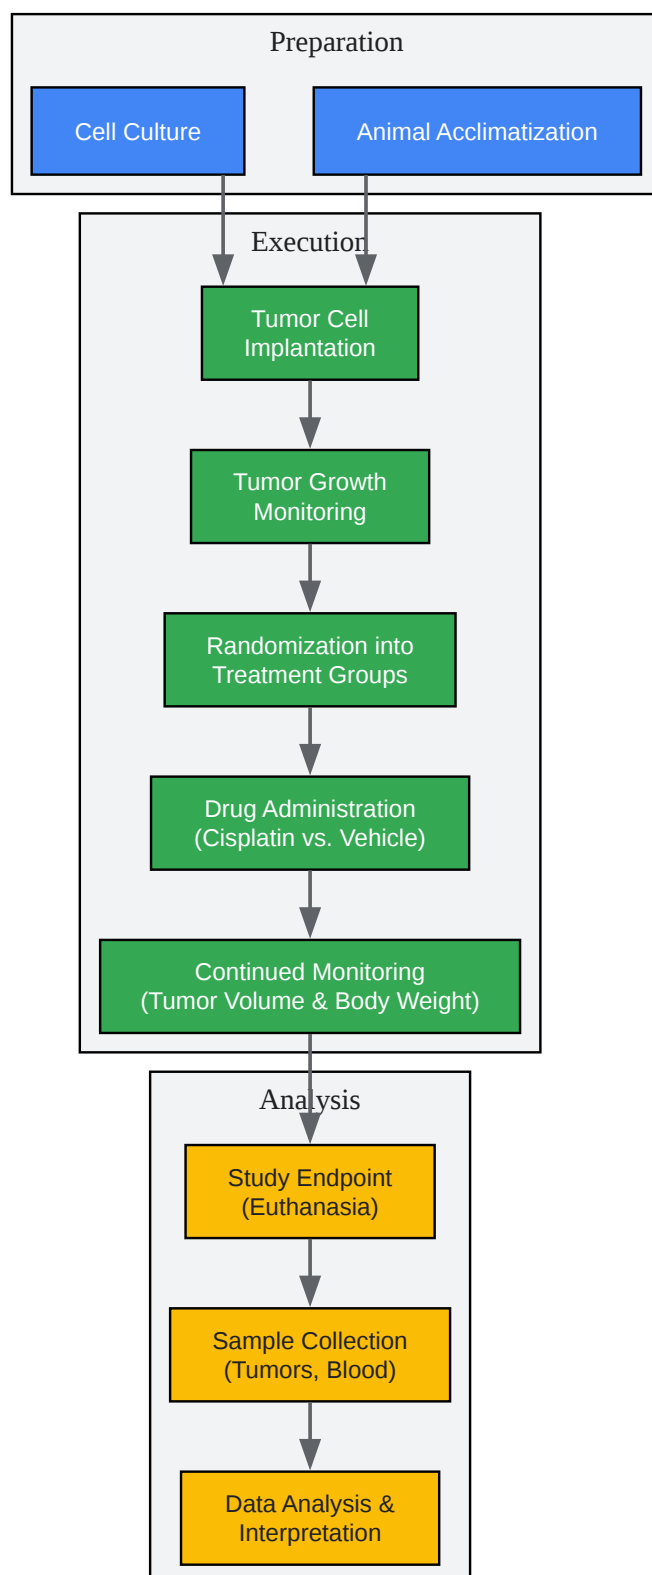 Preparation
Cell Culture
Animal Acclimatization
Execution
Tumor Cell
Implantation
Tumor Growth
Monitoring
Randomization into
Treatment Groups
Drug Administration
(Cisplatin vs. Vehicle)
Continued Monitoring
(Tumor Volume & Body Weight)
Analysis
Study Endpoint
(Euthanasia)
Sample Collection
(Tumors, Blood)
Data Analysis &
Interpretation